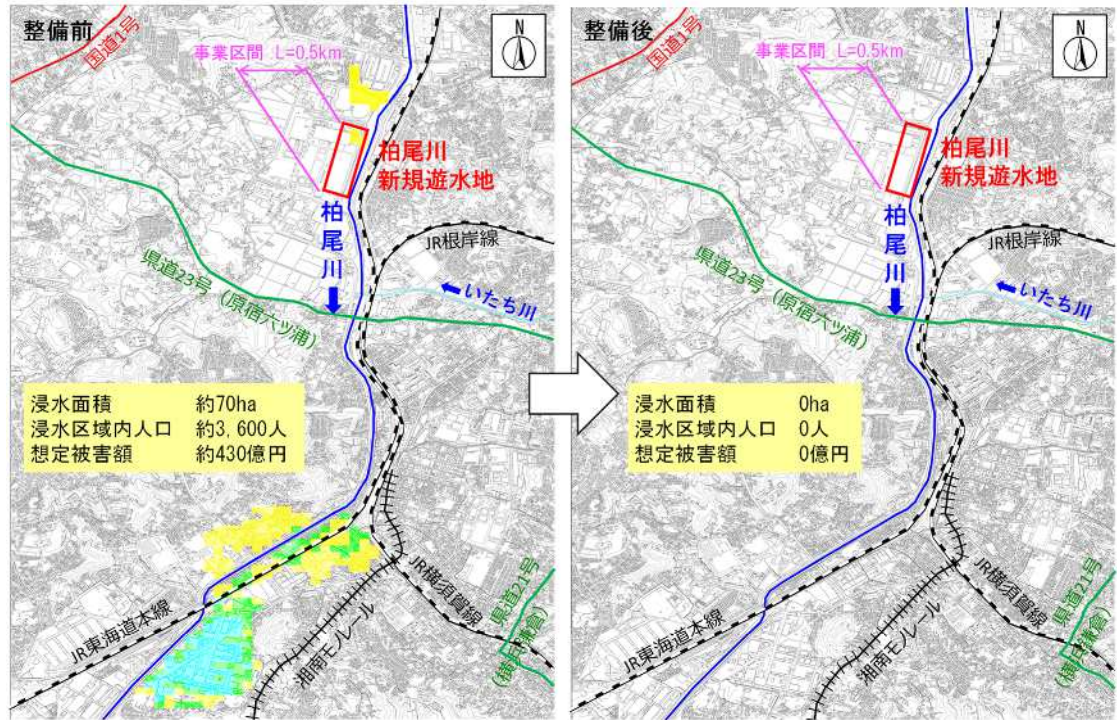 整備前
国道1号
事業区間 L=0.5km
N
柏尾川
新規遊水地
柏尾川
JR根岸線
県道23号（原宿六ツ浦）
いたち川
浸水面積 約70ha
浸水区域内人口 約3,600人
想定被害額 約430億円
JR東海道本線
湘南モノレール
JR横須賀線
県道21号
（横浜鎌倉）
整備後
国道1号
事業区間 L=0.5km
N
柏尾川
新規遊水地
柏尾川
JR根岸線
県道23号（原宿六ツ浦）
いたち川
浸水面積 0ha
浸水区域内人口 0人
想定被害額 0億円
JR東海道本線
湘南モノレール
JR横須賀線
県道21号
（横浜鎌倉）